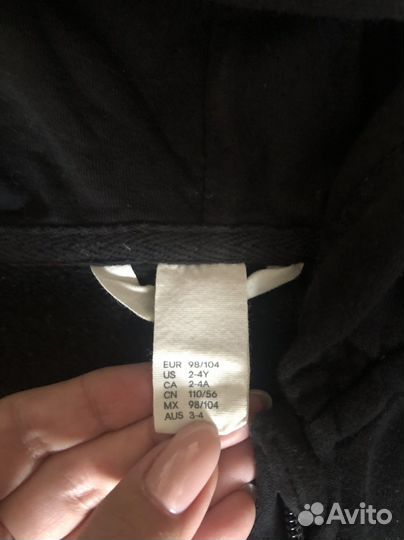 EUR 98/104
US 2-4Y
CA 2-4A
CN 110/56
MX 98/104
AUS 3-4
Avito